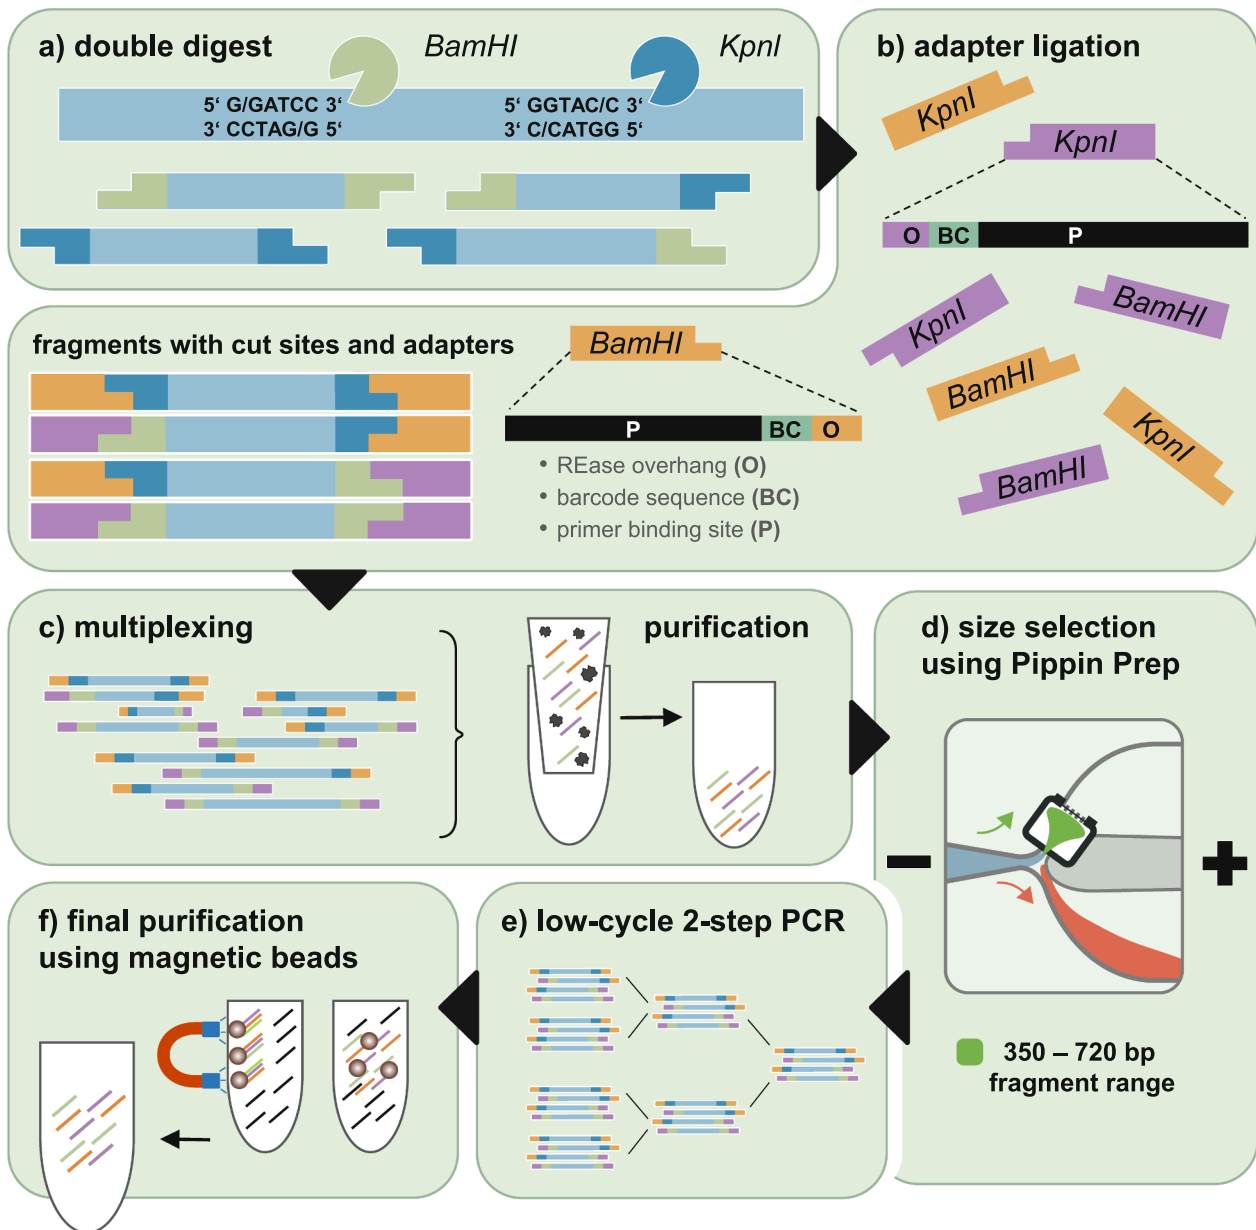 a) double digest
BamHI
KpnI
5‘ G/GATCC 3‘
3‘ CCTAG/G 5‘
5‘ GGTAC/C 3‘
3‘ C/CATGG 5‘
b) adapter ligation
KpnI
KpnI
O BC P
KpnI
BamHI
BamHI
KpnI
BamHI
fragments with cut sites and adapters
BamHI
P BC O
• REase overhang (O)
• barcode sequence (BC)
• primer binding site (P)
c) multiplexing
purification
d) size selection
using Pippin Prep
350 – 720 bp
fragment range
e) low-cycle 2-step PCR
f) final purification
using magnetic beads